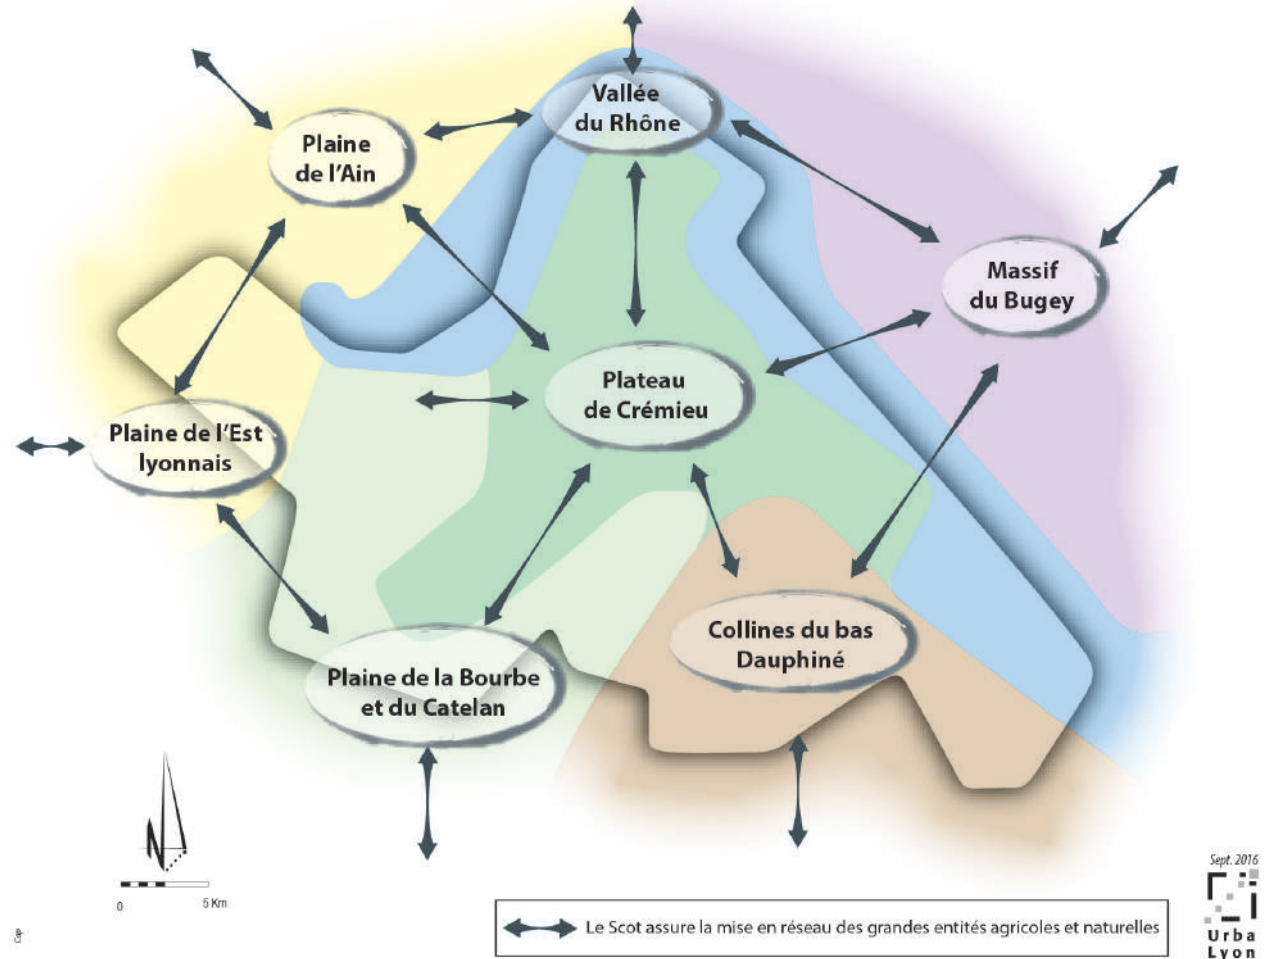 Vallée
du Rhône
Plaine
de l'Ain
Massif
du Bugey
Plateau
de Crémieu
Plaine de l'Est
lyonnais
Collines du bas
Dauphiné
Plaine de la Bourbe
et du Catelan
N
0
5 Km
Sept. 2016
Urba
Lyon
Le Scot assure la mise en réseau des grandes entités agricoles et naturelles
Cap